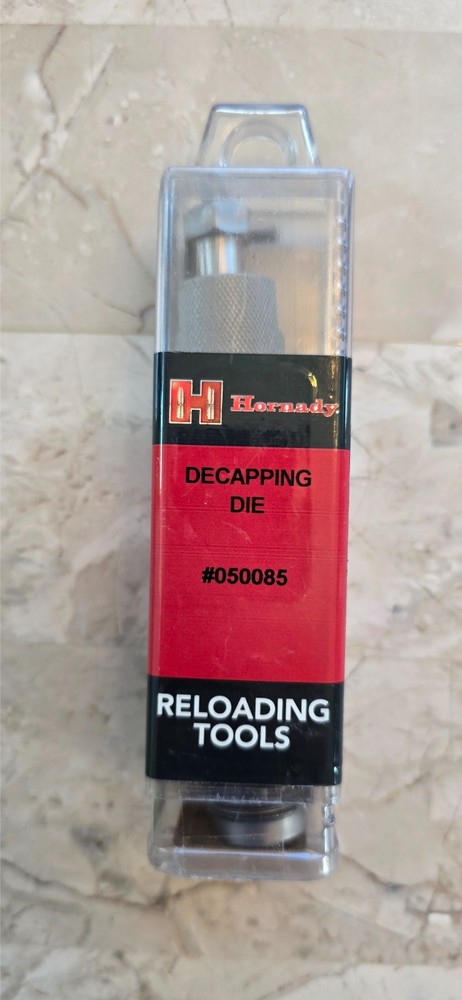 H Hornady
DECAPPING
DIE
#050085
RELOADING
TOOLS